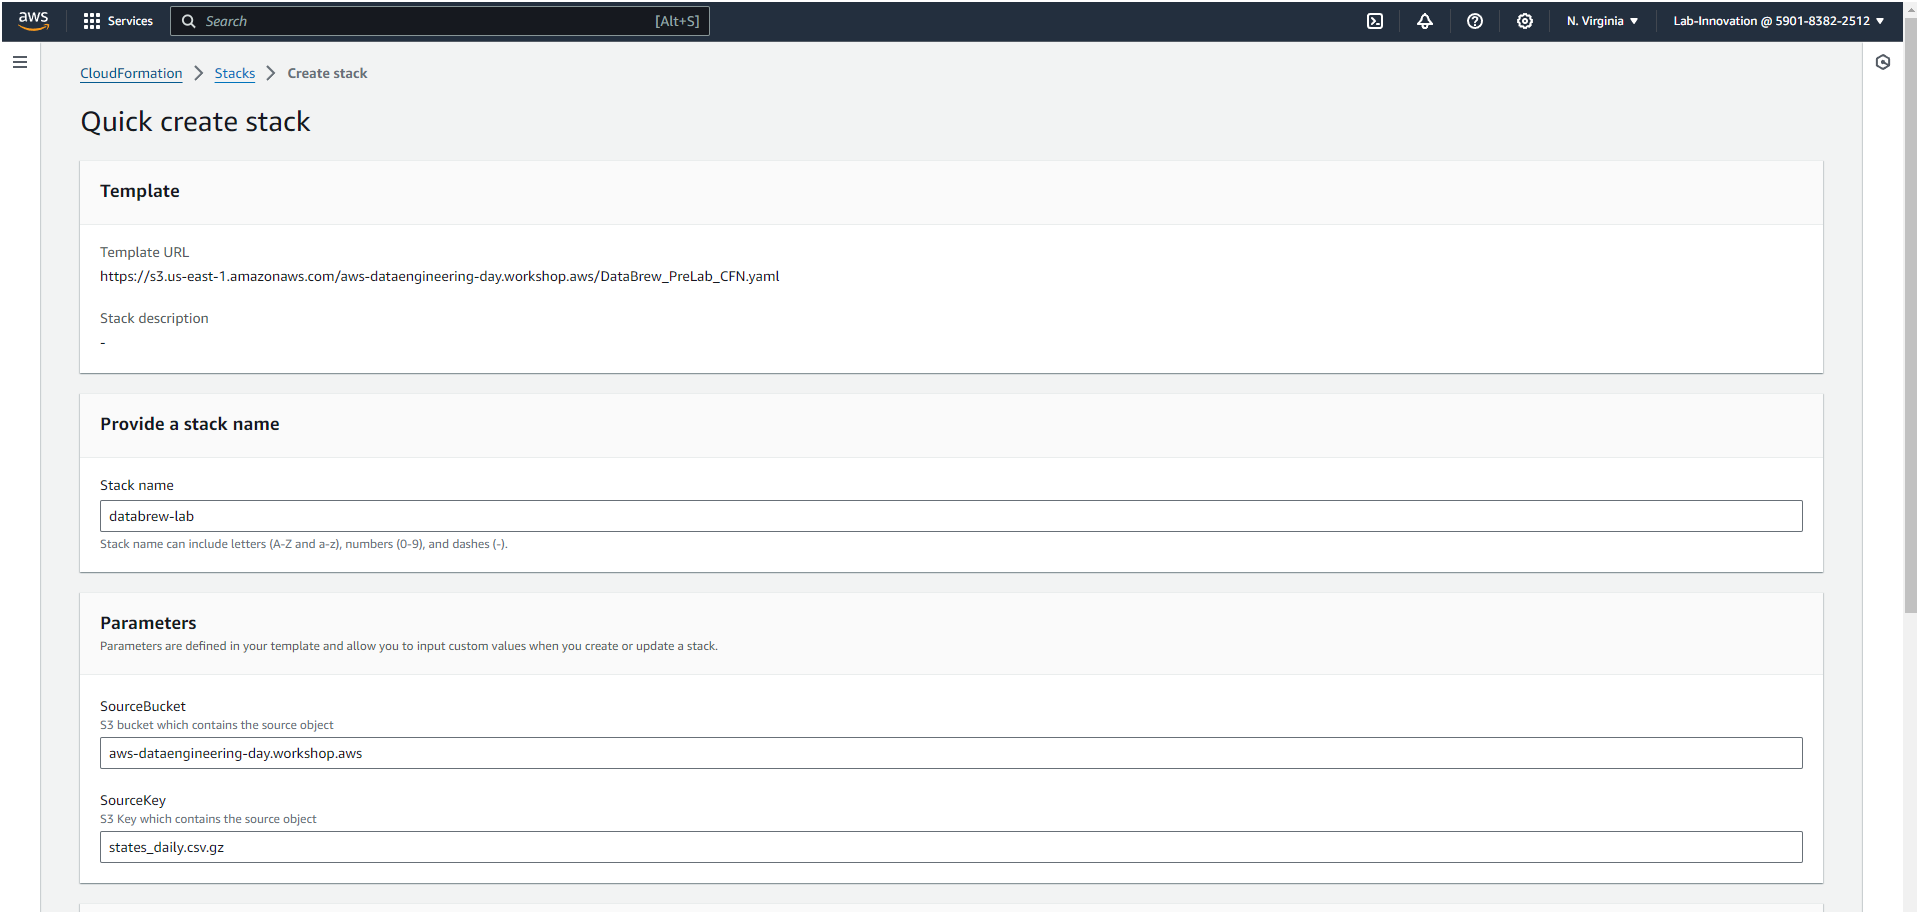 aws Services Search [Alt+S] N. Virginia Lab-Innovation @ 5901-8382-2512
CloudFormation Stacks Create stack
Quick create stack
Template
Template URL
https://s3.us-east-1.amazonaws.com/aws-dataengineering-day.workshop.aws/DataBrew_PreLab_CFN.yaml
Stack description
-
Provide a stack name
Stack name
databrew-lab
Stack name can include letters (A-Z and a-z), numbers (0-9), and dashes (-).
Parameters
Parameters are defined in your template and allow you to input custom values when you create or update a stack.
SourceBucket
S3 bucket which contains the source object
aws-dataengineering-day.workshop.aws
SourceKey
S3 Key which contains the source object
states_daily.csv.gz